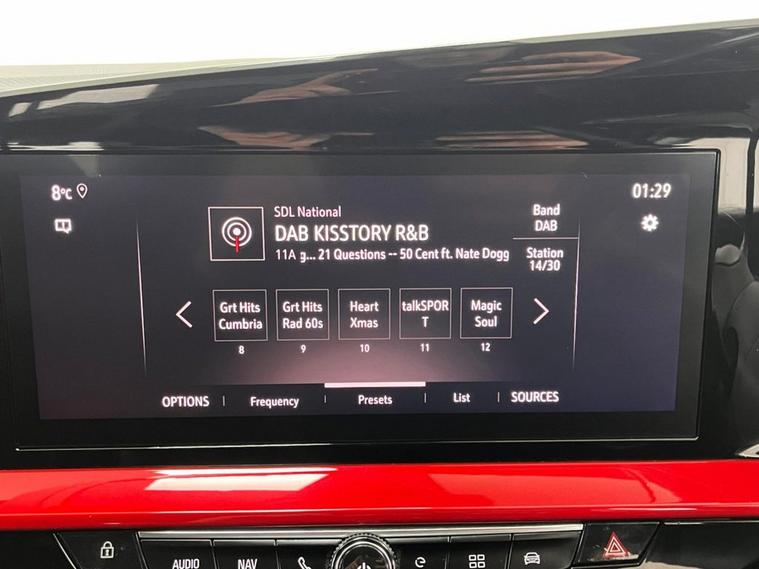 8°C
01:29
SDL National
DAB KISSTORY R&B
11A g... 21 Questions -- 50 Cent ft. Nate Dogg
Band
DAB
Station
14/30
Grt Hits
Cumbria
8
Grt Hits
Rad 60s
9
Heart
Xmas
10
talkSPOR
T
11
Magic
Soul
12
OPTIONS
Frequency
Presets
List
SOURCES
AUDIO
NAV